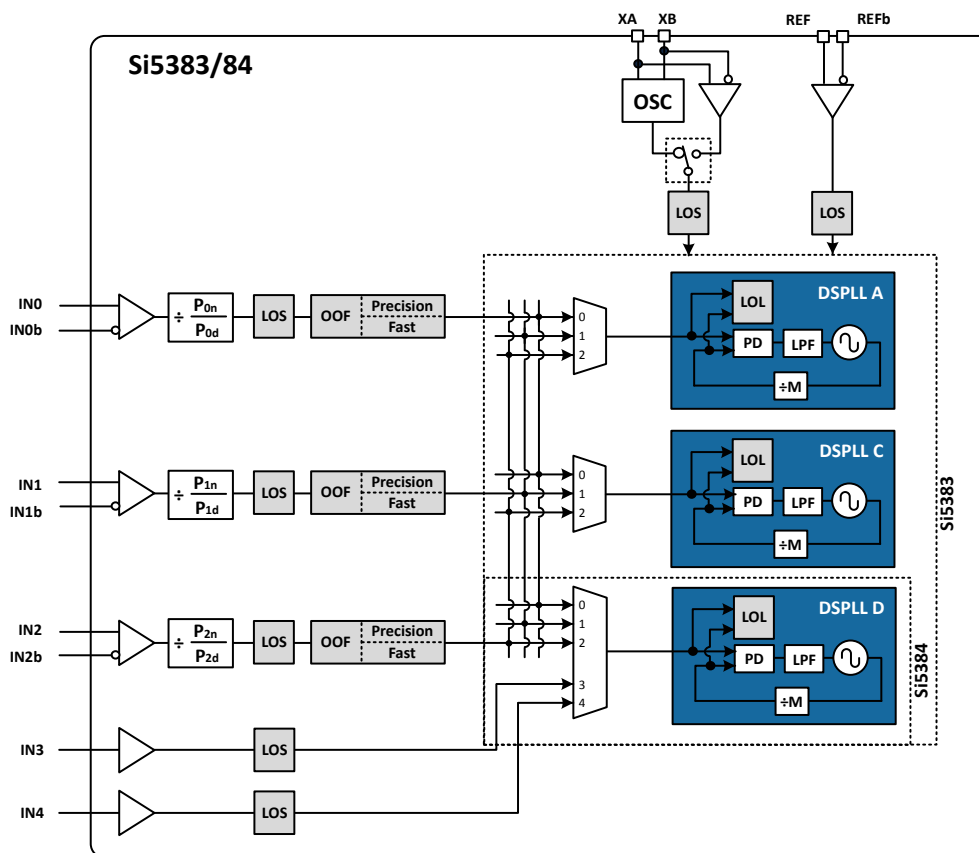 XA XB REF REFb
Si5383/84
OSC
LOS LOS
IN0
IN0b
÷ P0n
P0d
LOS
OOF
Precision
Fast
0
1
2
DSPLL A
LOL
PD LPF
÷M
IN1
IN1b
÷ P1n
P1d
LOS
OOF
Precision
Fast
0
1
2
DSPLL C
LOL
PD LPF
÷M
Si5383
IN2
IN2b
÷ P2n
P2d
LOS
OOF
Precision
Fast
0
1
2
3
4
DSPLL D
LOL
PD LPF
÷M
Si5384
IN3
LOS
IN4
LOS